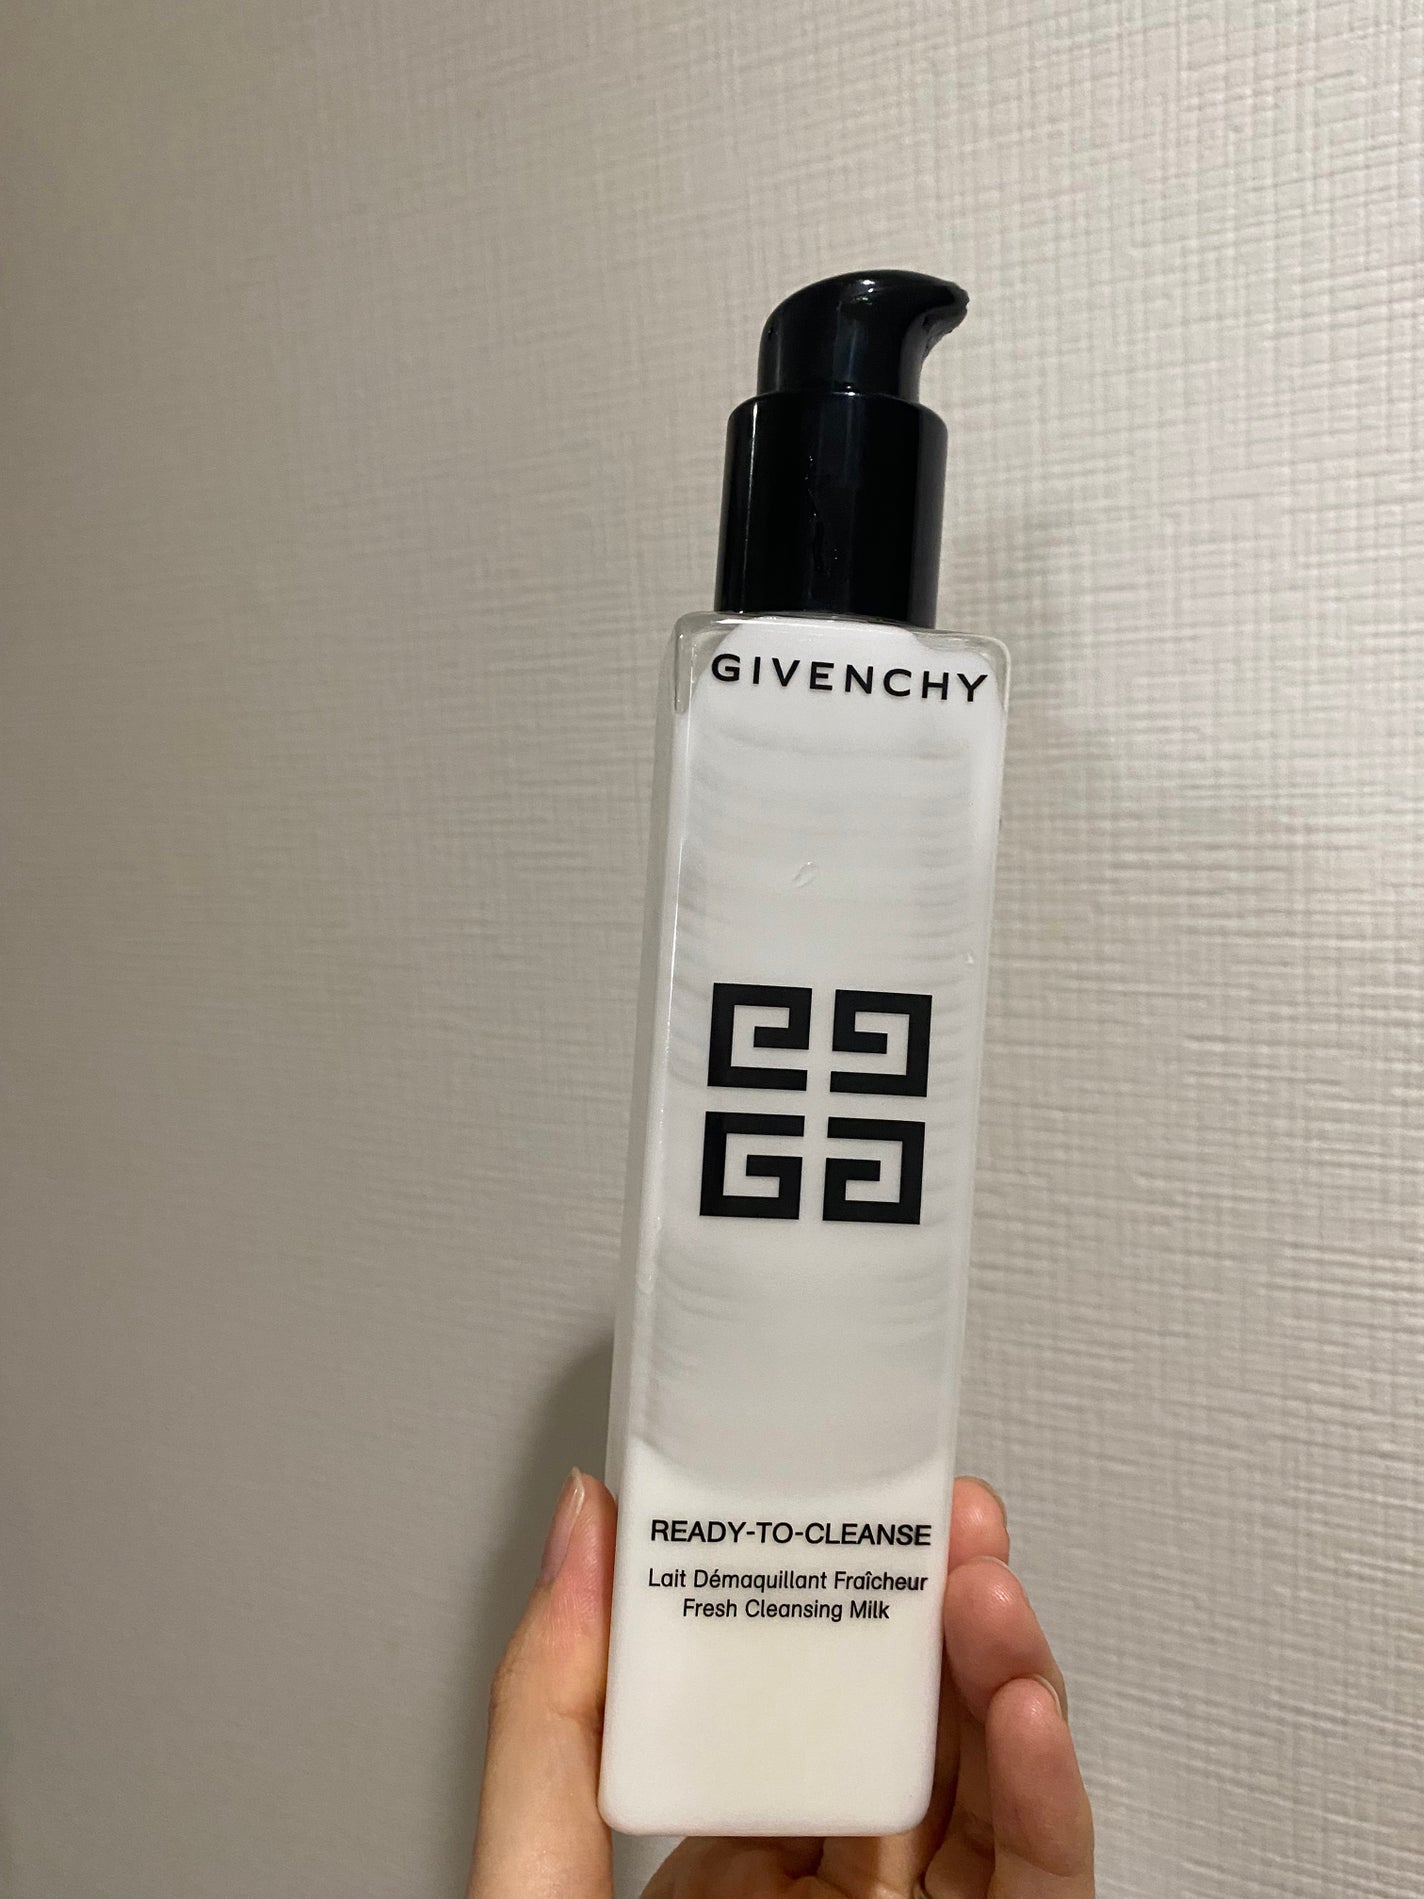 GIVENCHY
READY-TO-CLEANSE
Lait Démaquillant Fraîcheur
Fresh Cleansing Milk